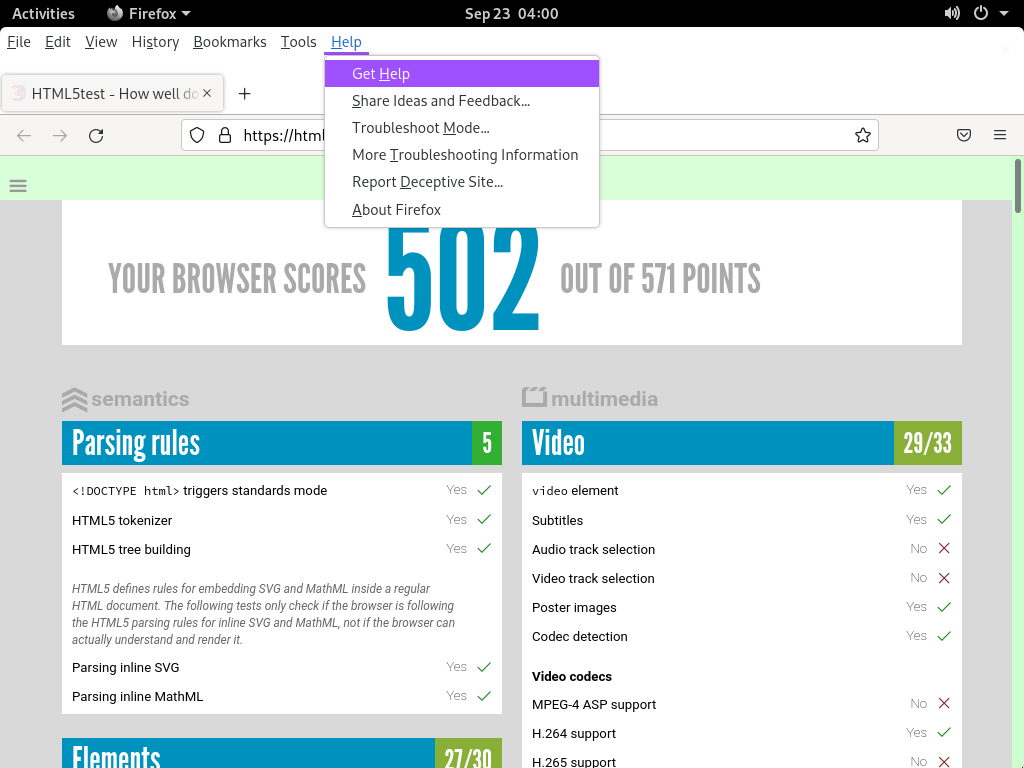 Activities Firefox Sep 23 04:00
File Edit View History Bookmarks Tools Help
Get Help
HTML5test - How well do
Share Ideas and Feedback...
Troubleshoot Mode...
https://html
More Troubleshooting Information
Report Deceptive Site...
About Firefox
YOUR BROWSER SCORES 502 OUT OF 571 POINTS
semantics
Parsing rules 5
<!DOCTYPE html> triggers standards mode Yes
HTML5 tokenizer Yes
HTML5 tree building Yes
HTML5 defines rules for embedding SVG and MathML inside a regular
HTML document. The following tests only check if the browser is following
the HTML5 parsing rules for inline SVG and MathML, not if the browser can
actually understand and render it.
Parsing inline SVG Yes
Parsing inline MathML Yes
Elements 27/30
multimedia
Video 29/33
video element Yes
Subtitles Yes
Audio track selection No
Video track selection No
Poster images Yes
Codec detection Yes
Video codecs
MPEG-4 ASP support No
H.264 support Yes
H.265 support No